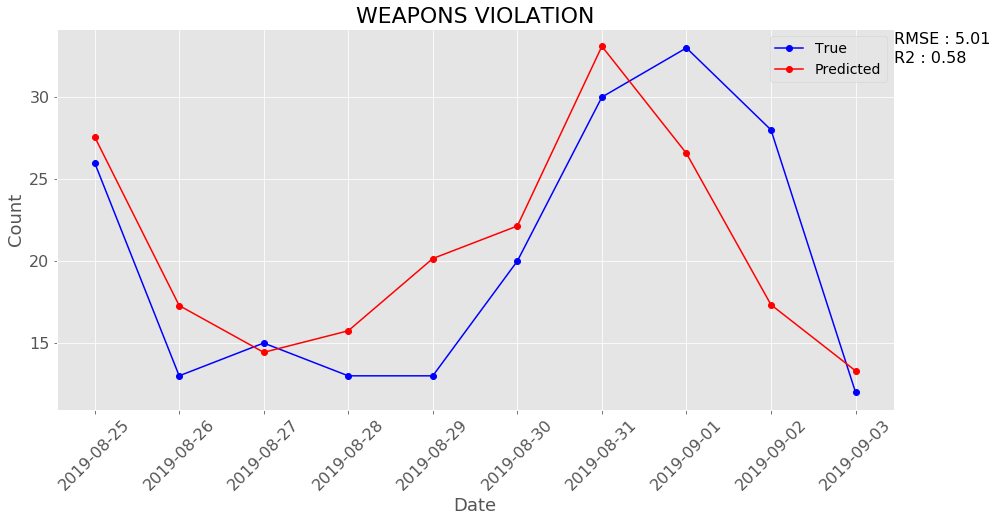 WEAPONS VIOLATION
RMSE : 5.01
R2 : 0.58
True
Predicted
Count
30
25
20
15
2019-08-25
2019-08-26
2019-08-27
2019-08-28
2019-08-29
2019-08-30
2019-08-31
2019-09-01
2019-09-02
2019-09-03
Date